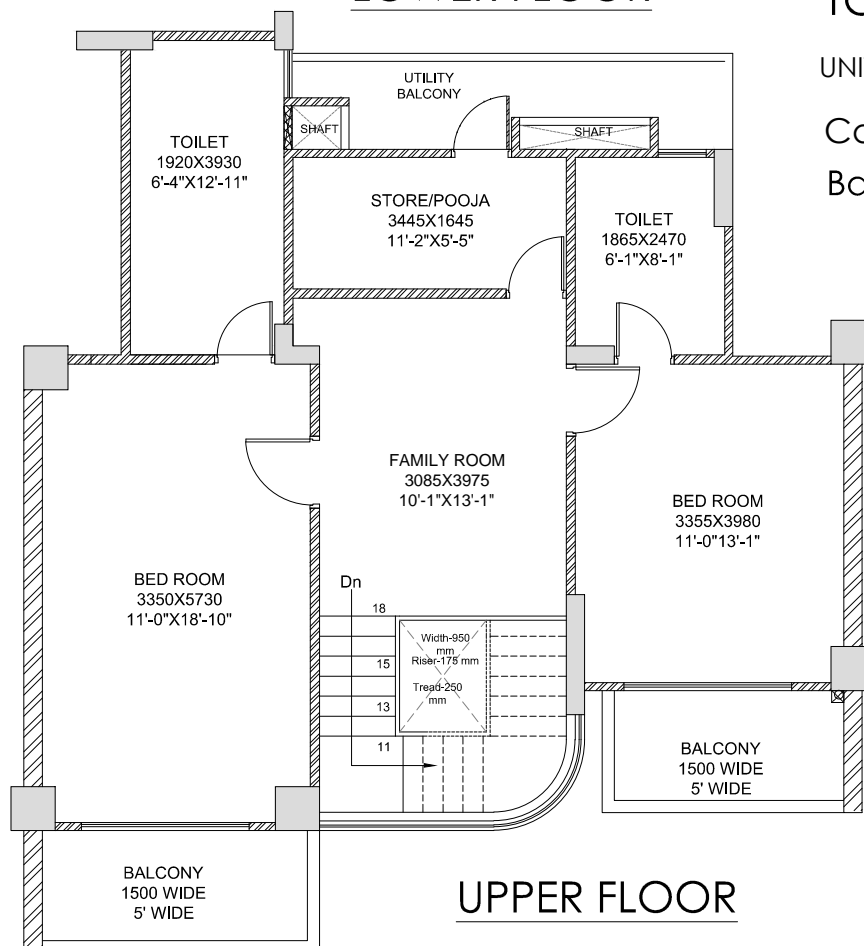 UTILITY
BALCONY
SHAFT
SHAFT
TOILET
1920X3930
6'-4"X12'-11"
STORE/POOJA
3445X1645
11'-2"X5'-5"
TOILET
1865X2470
6'-1"X8'-1"
FAMILY ROOM
3085X3975
10'-1"X13'-1"
BED ROOM
3355X3980
11'-0"13'-1"
BED ROOM
3350X5730
11'-0"X18'-10"
Dn
18
15
13
11
Width-950
mm
Riser-175 mm
Tread-250
mm
BALCONY
1500 WIDE
5' WIDE
BALCONY
1500 WIDE
5' WIDE
UPPER FLOOR